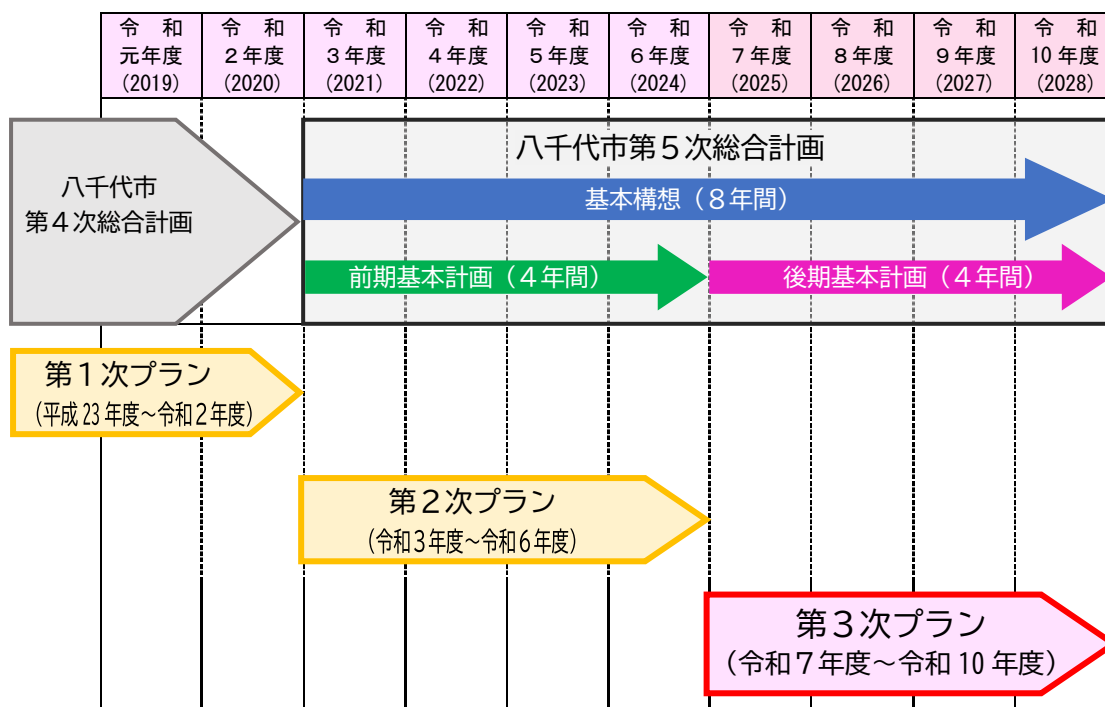 令和 令和 令和 令和 令和 令和 令和 令和 令和 令和
元年度 2年度 3年度 4年度 5年度 6年度 7年度 8年度 9年度 10年度
(2019) (2020) (2021) (2022) (2023) (2024) (2025) (2026) (2027) (2028)
八千代市
第4次総合計画
八千代市第5次総合計画
基本構想（8年間）
前期基本計画（4年間） 後期基本計画（4年間）
第1次プラン
(平成23年度～令和2年度)
第2次プラン
(令和3年度～令和6年度)
第3次プラン
（令和7年度～令和10年度）